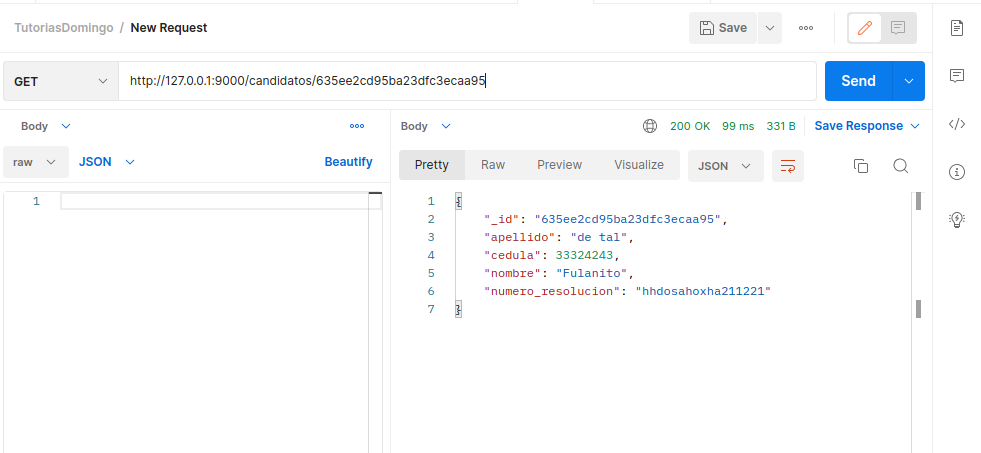 TutoriasDomingo / New Request
Save
GET
http://127.0.0.1:9000/candidatos/635ee2cd95ba23dfc3ecaa95
Send
Body
Body
200 OK 99 ms 331 B Save Response
raw JSON Beautify
Pretty Raw Preview Visualize JSON
1
1 {
2 "_id": "635ee2cd95ba23dfc3ecaa95",
3 "apellido": "de tal",
4 "cedula": 33324243,
5 "nombre": "Fulanito",
6 "numero_resolucion": "hhdosahoxha211221"
7 }